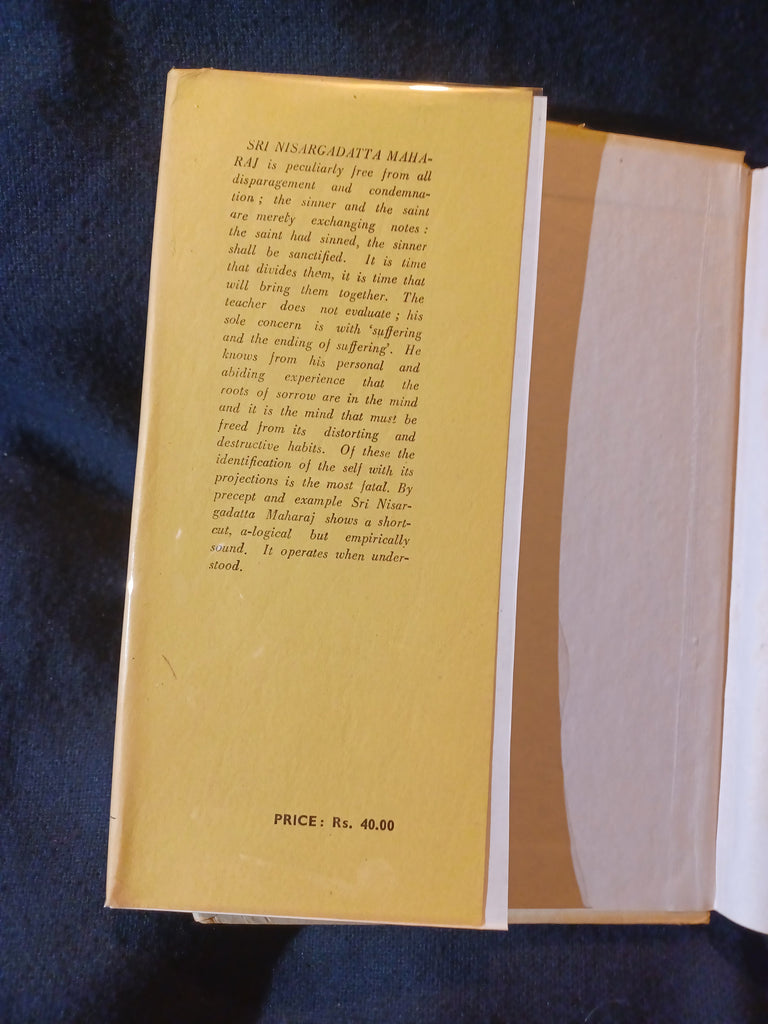 SRI NISARGADATTA MAHA-
RAJ is peculiarly free from all
disparagement and condemna-
tion ; the sinner and the saint
are merely exchanging notes :
the saint had sinned, the sinner
shall be sanctified. It is time
that divides them, it is time that
will bring them together. The
teacher does not evaluate ; his
sole concern is with ‘suffering
and the ending of suffering’. He
knows from his personal and
abiding experience that the
roots of sorrow are in the mind
and it is the mind that must be
freed from its distorting and
destructive habits. Of these the
identification of the self with its
projections is the most fatal. By
precept and example Sri Nisar-
gadatta Maharaj shows a short-
cut, a-logical but empirically
sound. It operates when under-
stood.
PRICE : Rs. 40.00